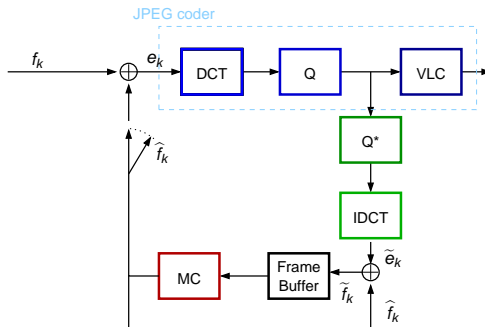 JPEG coder
f_k
e_k
DCT
Q
VLC
Q*
f̂_k
IDCT
ẽ_k
MC
Frame
Buffer
f̃_k
f̂_k